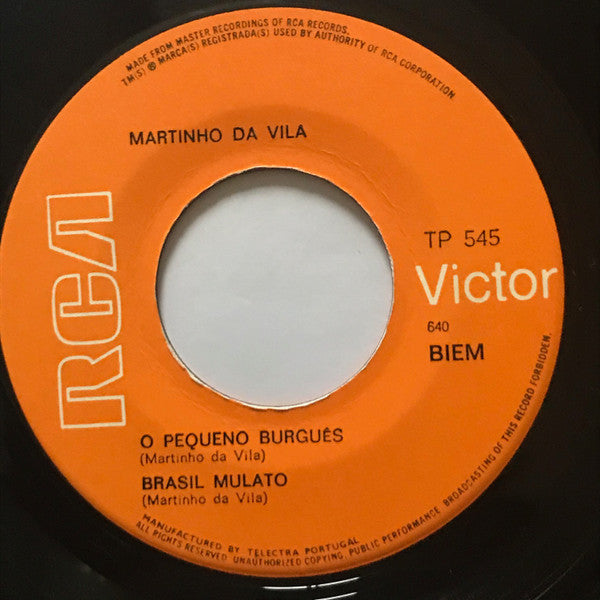 MADE FROM MASTER RECORDINGS OF RCA RECORDS.
TM(S) ® MARCA(S) REGISTRADA(S) USED BY AUTHORITY OF RCA CORPORATION.
MARTINHO DA VILA
RCA
TP 545
Victor
640
BIEM
O PEQUENO BURGUÊS
(Martinho da Vila)
BRASIL MULATO
(Martinho da Vila)
MANUFACTURED BY TELECTRA PORTUGAL
ALL RIGHTS RESERVED UNAUTHORIZED COPYING, PUBLIC PERFORMANCE BROADCASTING OF THIS RECORD FORBIDDEN.